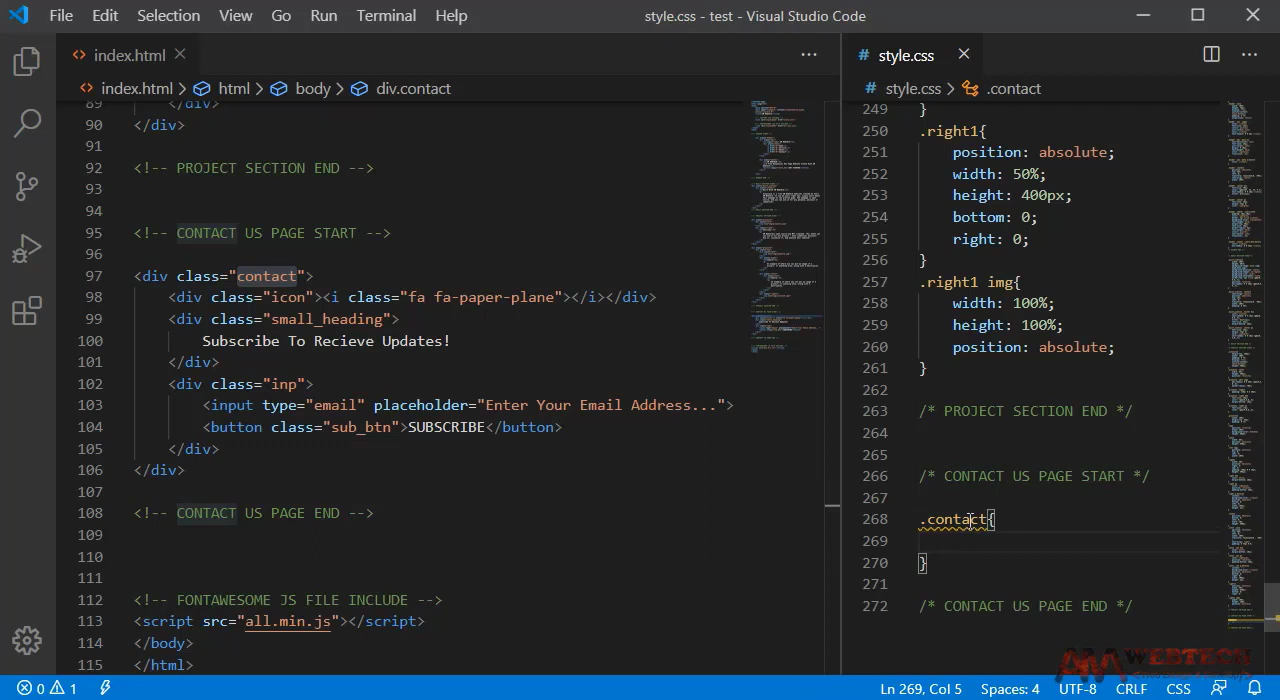 File Edit Selection View Go Run Terminal Help style.css - test - Visual Studio Code
index.html
index.html > html > body > div.contact
89 </div>
90 </div>
91
92 <!-- PROJECT SECTION END -->
93
94
95 <!-- CONTACT US PAGE START -->
96
97 <div class="contact">
98 <div class="icon"><i class="fa fa-paper-plane"></i></div>
99 <div class="small_heading">
100 Subscribe To Recieve Updates!
101 </div>
102 <div class="inp">
103 <input type="email" placeholder="Enter Your Email Address...">
104 <button class="sub_btn">SUBSCRIBE</button>
105 </div>
106 </div>
107
108 <!-- CONTACT US PAGE END -->
109
110
111
112 <!-- FONTAWESOME JS FILE INCLUDE -->
113 <script src="all.min.js"></script>
114 </body>
115 </html>
# style.css
# style.css > .contact
249 }
250 .right1{
251 position: absolute;
252 width: 50%;
253 height: 400px;
254 bottom: 0;
255 right: 0;
256 }
257 .right1 img{
258 width: 100%;
259 height: 100%;
260 position: absolute;
261 }
262
263 /* PROJECT SECTION END */
264
265
266 /* CONTACT US PAGE START */
267
268 .contact{
269
270 }
271
272 /* CONTACT US PAGE END */
WEBTECH
0 1 Ln 269, Col 5 Spaces: 4 UTF-8 CRLF CSS